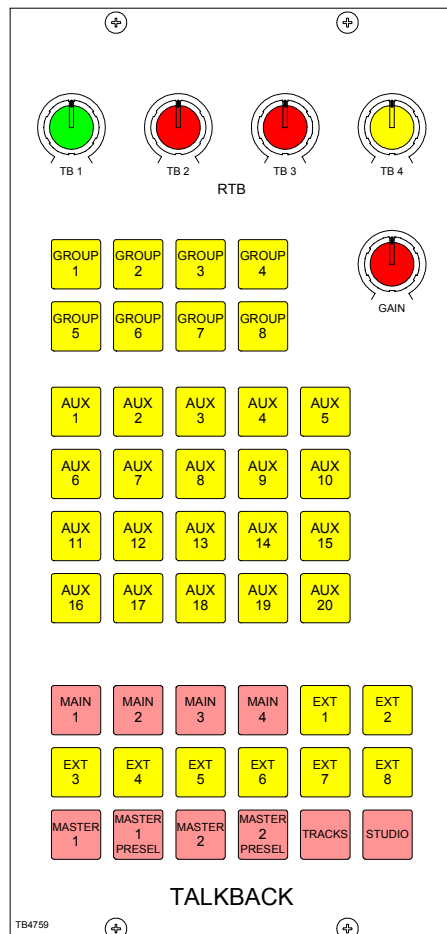 TB 1 TB 2 TB 3 TB 4
RTB
GROUP 1 GROUP 2 GROUP 3 GROUP 4
GAIN
GROUP 5 GROUP 6 GROUP 7 GROUP 8
AUX 1 AUX 2 AUX 3 AUX 4 AUX 5
AUX 6 AUX 7 AUX 8 AUX 9 AUX 10
AUX 11 AUX 12 AUX 13 AUX 14 AUX 15
AUX 16 AUX 17 AUX 18 AUX 19 AUX 20
MAIN 1 MAIN 2 MAIN 3 MAIN 4 EXT 1 EXT 2
EXT 3 EXT 4 EXT 5 EXT 6 EXT 7 EXT 8
MASTER 1 MASTER 1 PRESEL MASTER 2 MASTER 2 PRESEL TRACKS STUDIO
TALKBACK
TB4759